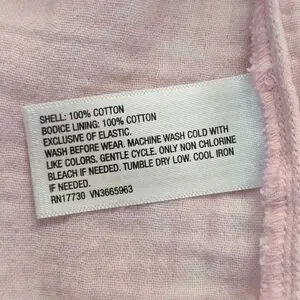 SHELL: 100% COTTON
BODICE LINING: 100% COTTON
EXCLUSIVE OF ELASTIC.
WASH BEFORE WEAR. MACHINE WASH COLD WITH
LIKE COLORS. GENTLE CYCLE. ONLY NON CHLORINE
BLEACH IF NEEDED. TUMBLE DRY LOW. COOL IRON
IF NEEDED.
RN17730 VN3665963